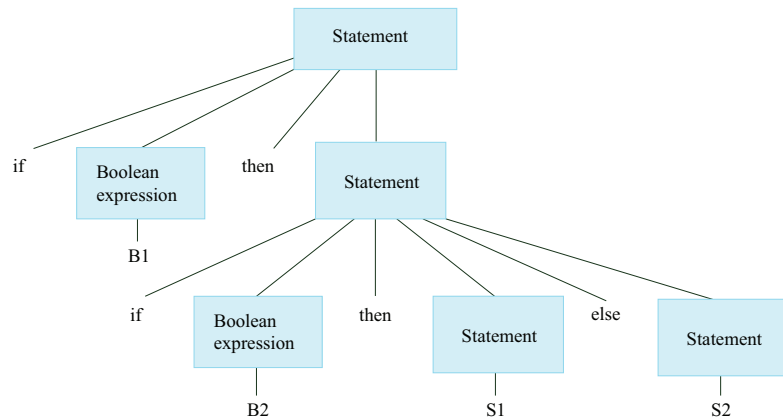 Statement
if
Boolean
expression
then
Statement
B1
if
Boolean
expression
then
Statement
else
Statement
B2
S1
S2